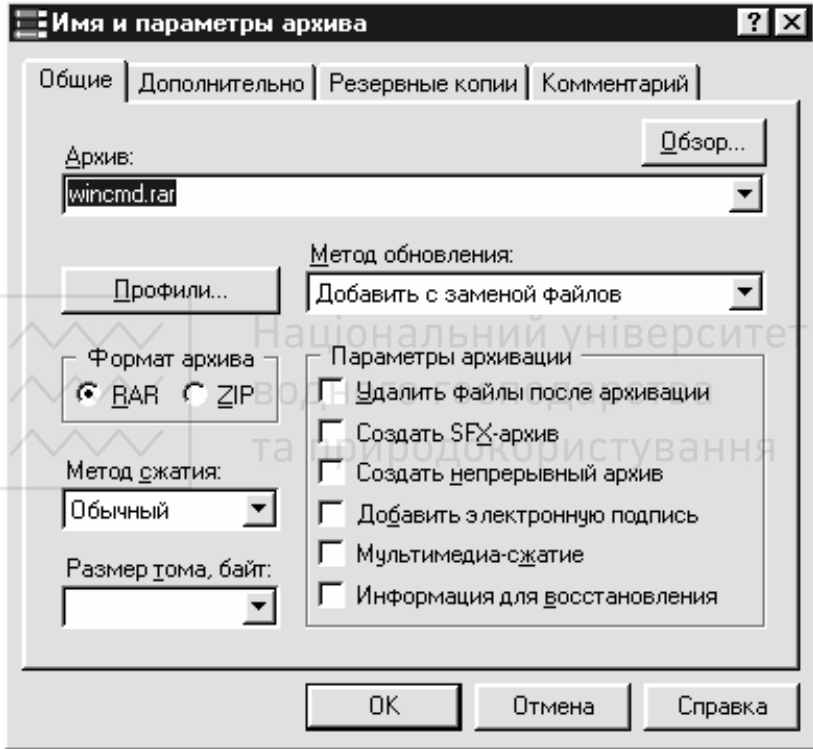 Имя и параметры архива
Общие Дополнительно Резервные копии Комментарий
Обзор...
Архив:
wincmd.rar
Метод обновления:
Профили...
Добавить с заменой файлов
Формат архива
RAR ZIP
Параметры архивации
Удалить файлы после архивации
Создать SFX-архив
Создать непрерывный архив
Добавить электронную подпись
Мультимедиа-сжатие
Информация для восстановления
Метод сжатия:
Обычный
Размер тома, байт:
OK Отмена Справка
Національний університет
водного господарства
та природокористування